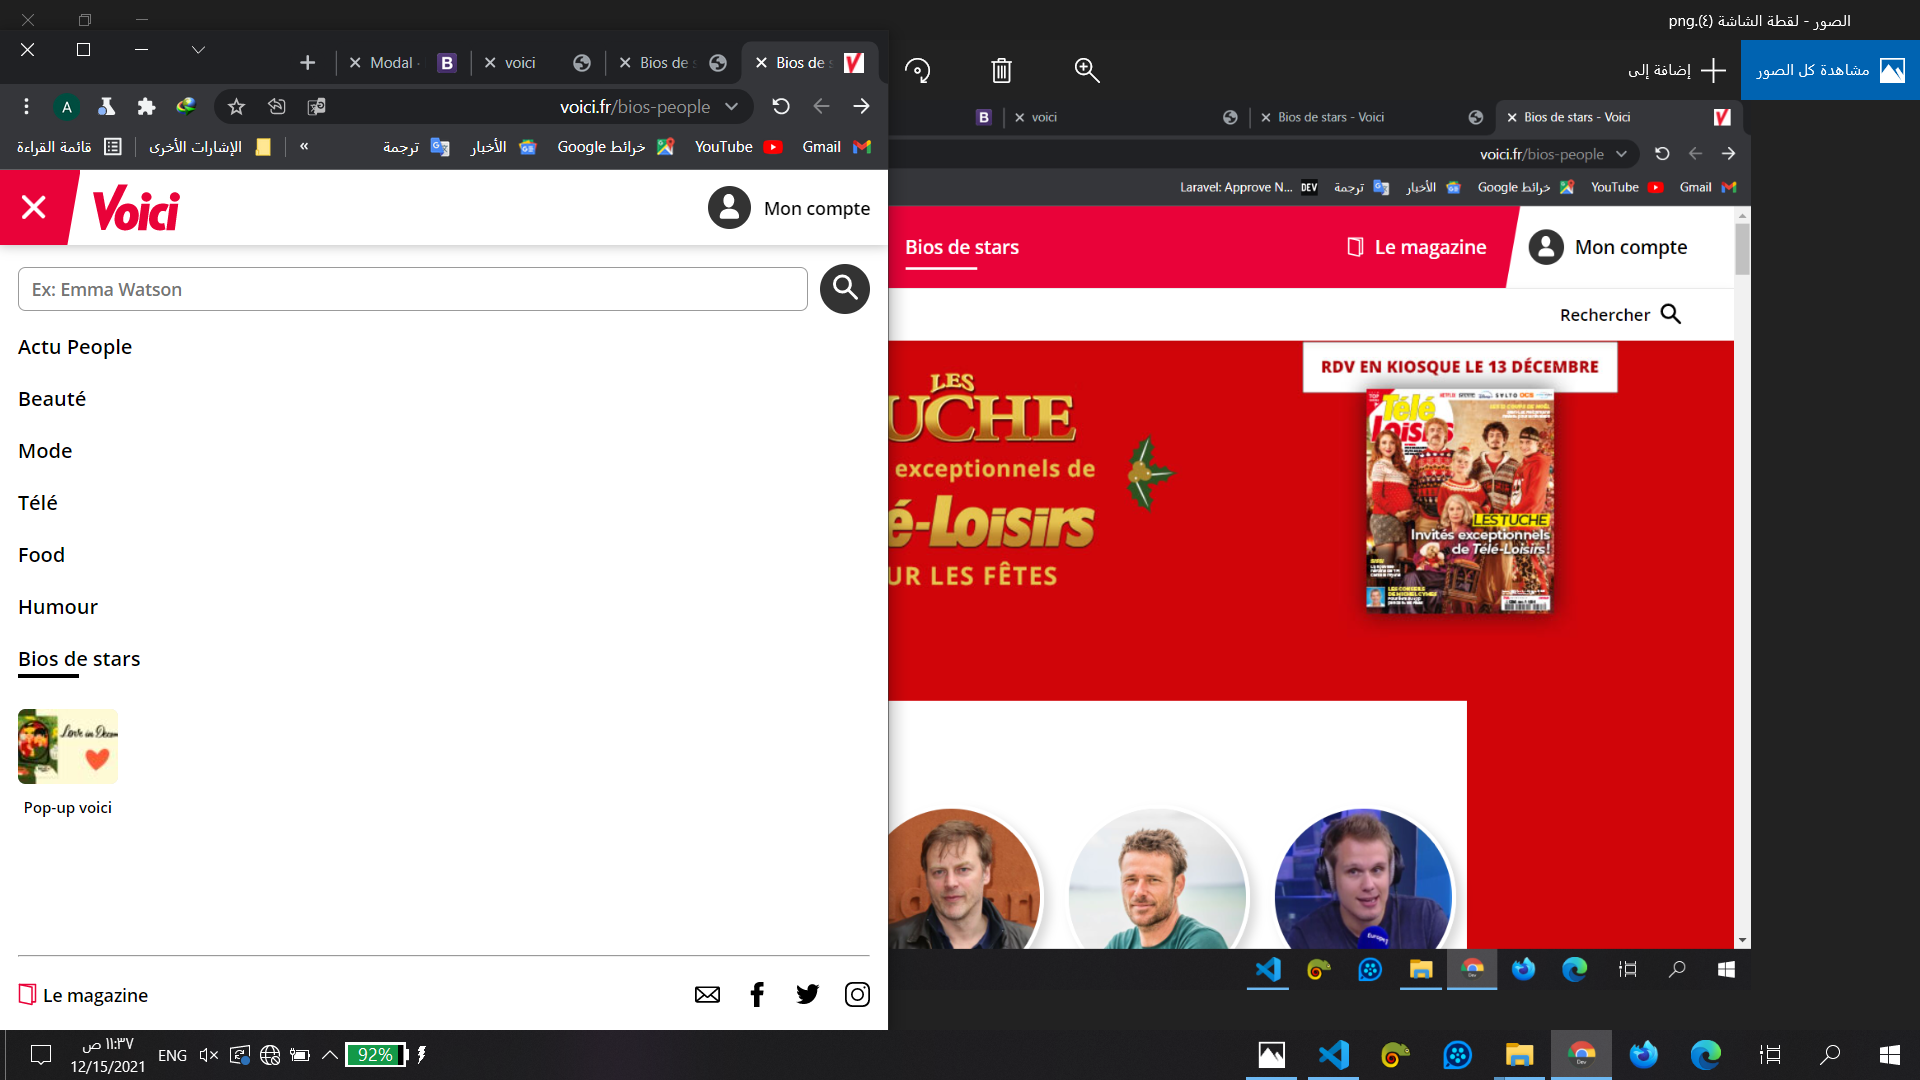 الصور - لقطة الشاشة (٤).png
مشاهدة كل الصور
إضافة إلى
Modal
voici
Bios de s
Bios de s
voici.fr/bios-people
Gmail
YouTube
خرائط Google
الأخبار
ترجمة
»
الإشارات الأخرى
قائمة القراءة
Voici
Mon compte
Ex: Emma Watson
Actu People
Beauté
Mode
Télé
Food
Humour
Bios de stars
Love in Decem
Pop-up voici
Le magazine
voici
Bios de stars - Voici
Bios de stars - Voici
voici.fr/bios-people
Gmail
YouTube
خرائط Google
الأخبار
ترجمة
Laravel: Approve N...
DEV
Bios de stars
Le magazine
Mon compte
Rechercher
RDV EN KIOSQUE LE 13 DÉCEMBRE
LES
UCHE
exceptionnels de
é-Loisirs
UR LES FÊTES
Télé
Loisirs
LES TUCHE
Invités exceptionnels
de Télé-Loisirs!
Europe1
١١:٣٧ ص
12/15/2021
ENG
92%